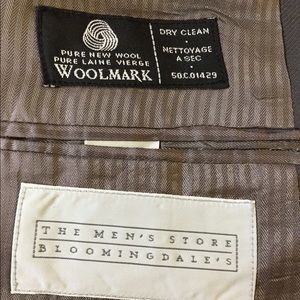 PURE NEW WOOL
PURE LAINE VIERGE
WOOLMARK
DRY CLEAN
•
NETTOYAGE
A SEC
•
50.C.01429
THE MEN'S STORE
BLOOMINGDALE'S